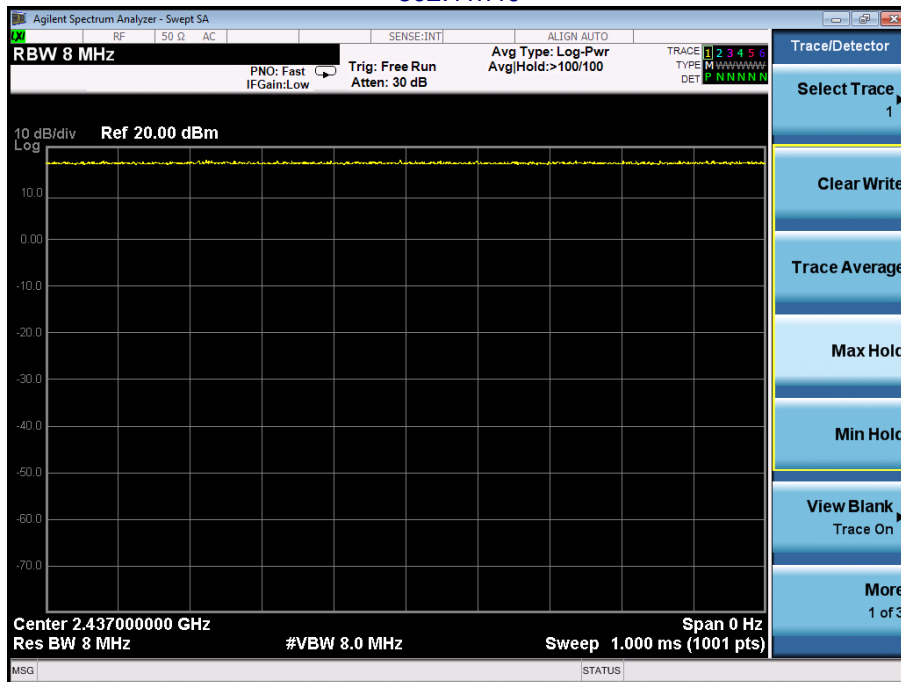 Agilent Spectrum Analyzer - Swept SA
LXI RF 50 Ω AC SENSE:INT ALIGN AUTO
RBW 8 MHz
PNO: Fast
IFGain:Low
Trig: Free Run
Atten: 30 dB
Avg Type: Log-Pwr
Avg|Hold:>100/100
TRACE 1 2 3 4 5 6
TYPE M WWWWW
DET P N N N N N
10 dB/div Ref 20.00 dBm
Log
10.0
0.00
-10.0
-20.0
-30.0
-40.0
-50.0
-60.0
-70.0
Center 2.437000000 GHz Span 0 Hz
Res BW 8 MHz #VBW 8.0 MHz Sweep 1.000 ms (1001 pts)
MSG STATUS
Trace/Detector
Select Trace
1
Clear Write
Trace Average
Max Hold
Min Hold
View Blank
Trace On
More
1 of 3